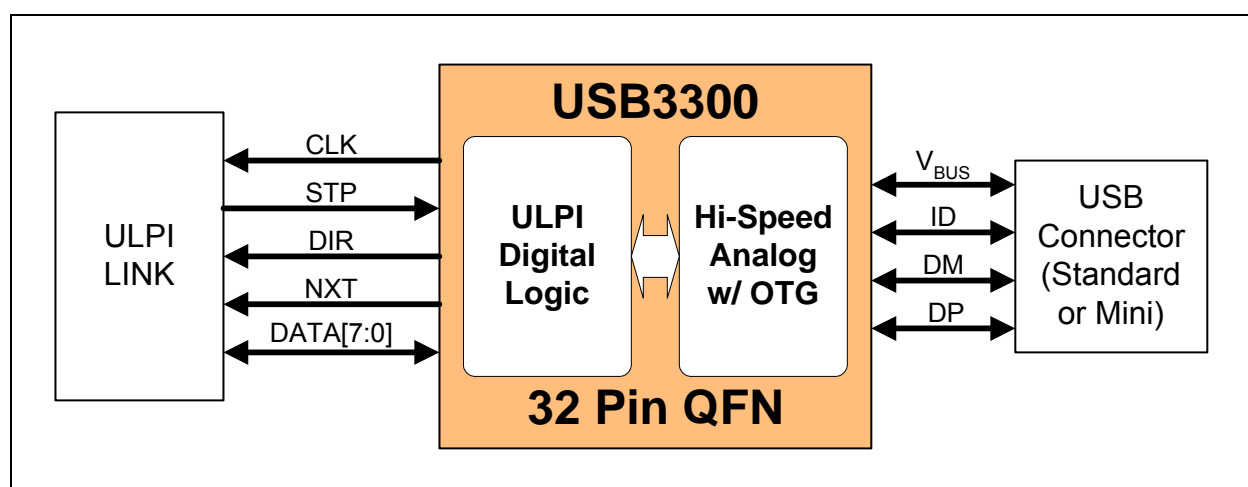 USB3300
ULPI
LINK
CLK
STP
DIR
NXT
DATA[7:0]
ULPI
Digital
Logic
Hi-Speed
Analog
w/ OTG
VBUS
ID
DM
DP
USB
Connector
(Standard
or Mini)
32 Pin QFN